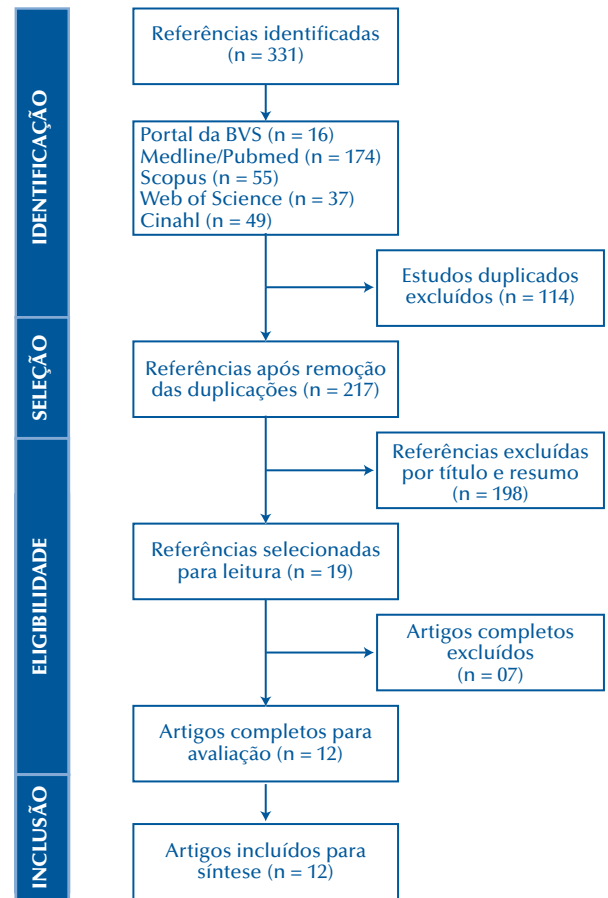 IDENTIFICAÇÃO
Referências identificadas
(n = 331)
Portal da BVS (n = 16)
Medline/Pubmed (n = 174)
Scopus (n = 55)
Web of Science (n = 37)
Cinahl (n = 49)
Estudos duplicados
excluídos (n = 114)
SELEÇÃO
Referências após remoção
das duplicações (n = 217)
ELIGIBILIDADE
Referências excluídas
por título e resumo
(n = 198)
Referências selecionadas
para leitura (n = 19)
Artigos completos
excluídos
(n = 07)
Artigos completos para
avaliação (n = 12)
INCLUSÃO
Artigos incluídos para
síntese (n = 12)